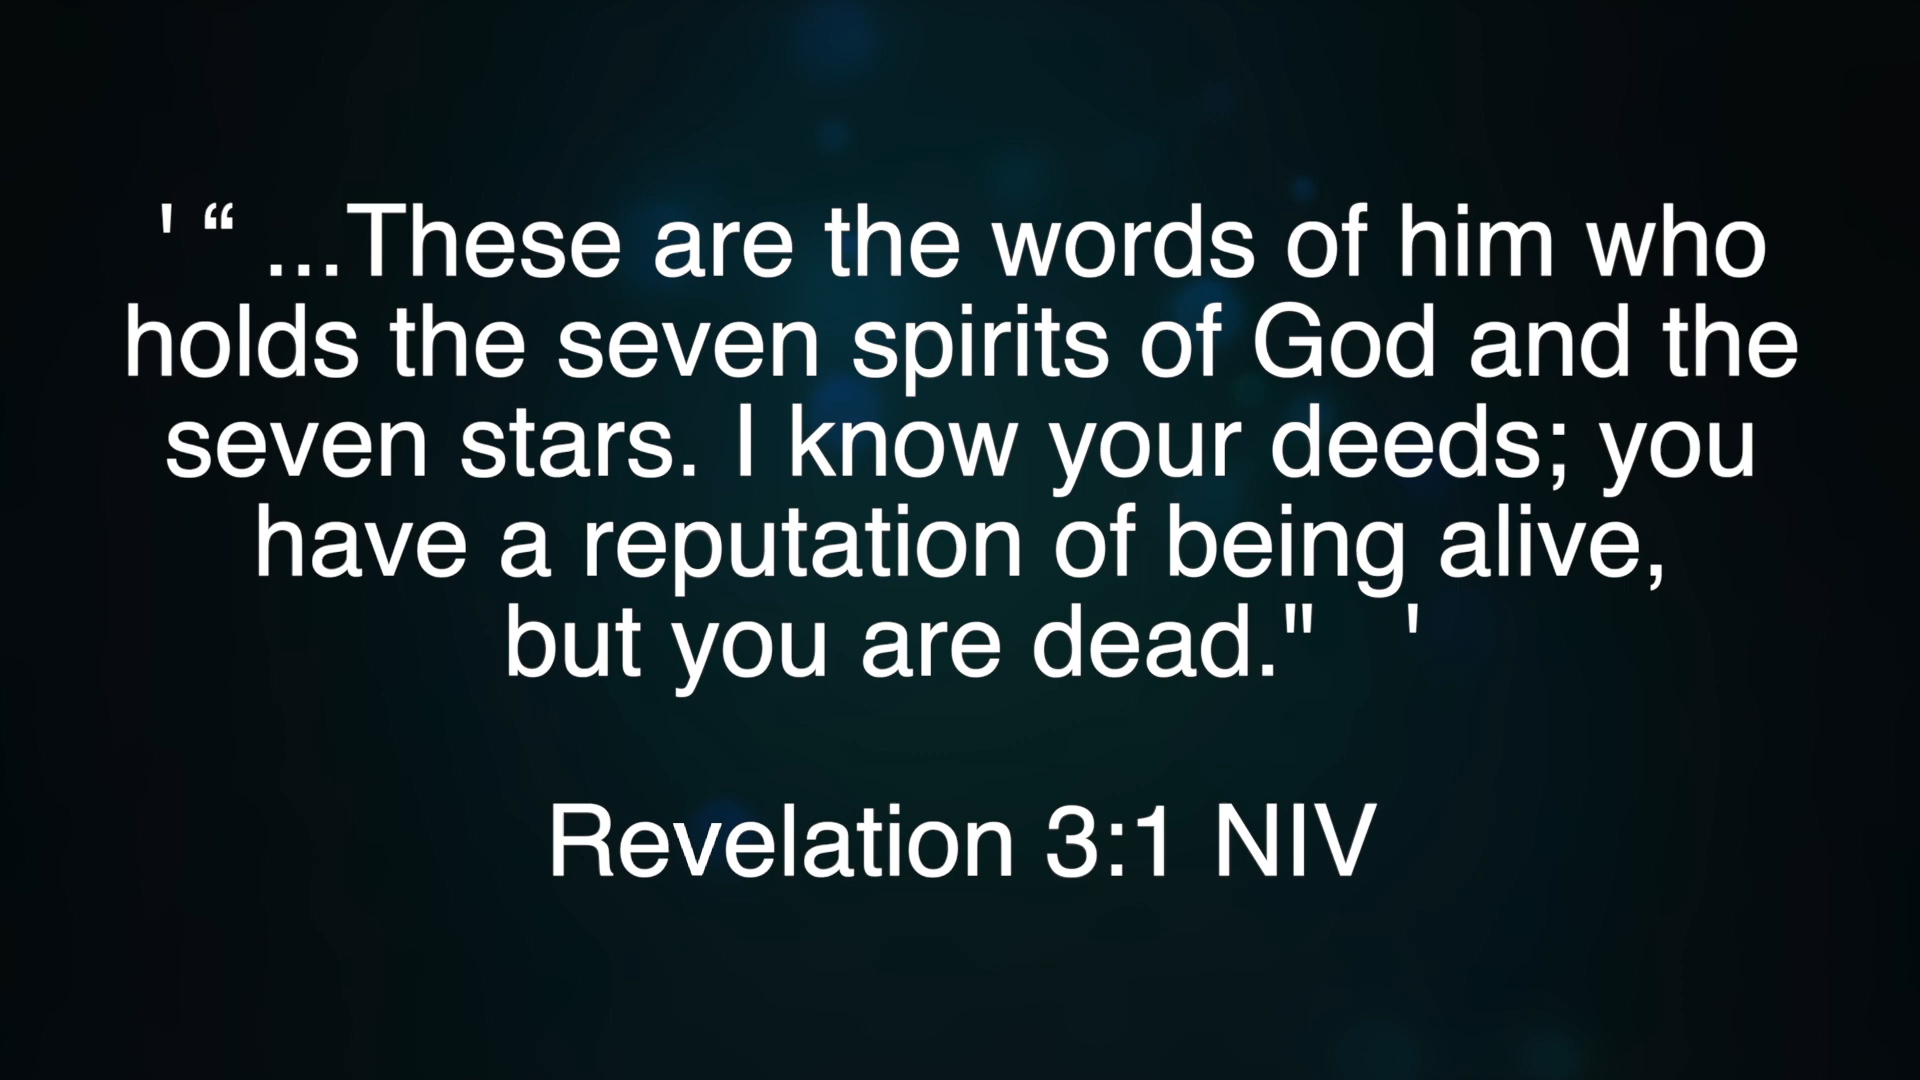 ' “ ...These are the words of him who
holds the seven spirits of God and the
seven stars. I know your deeds; you
have a reputation of being alive,
but you are dead."   '
Revelation 3:1 NIV